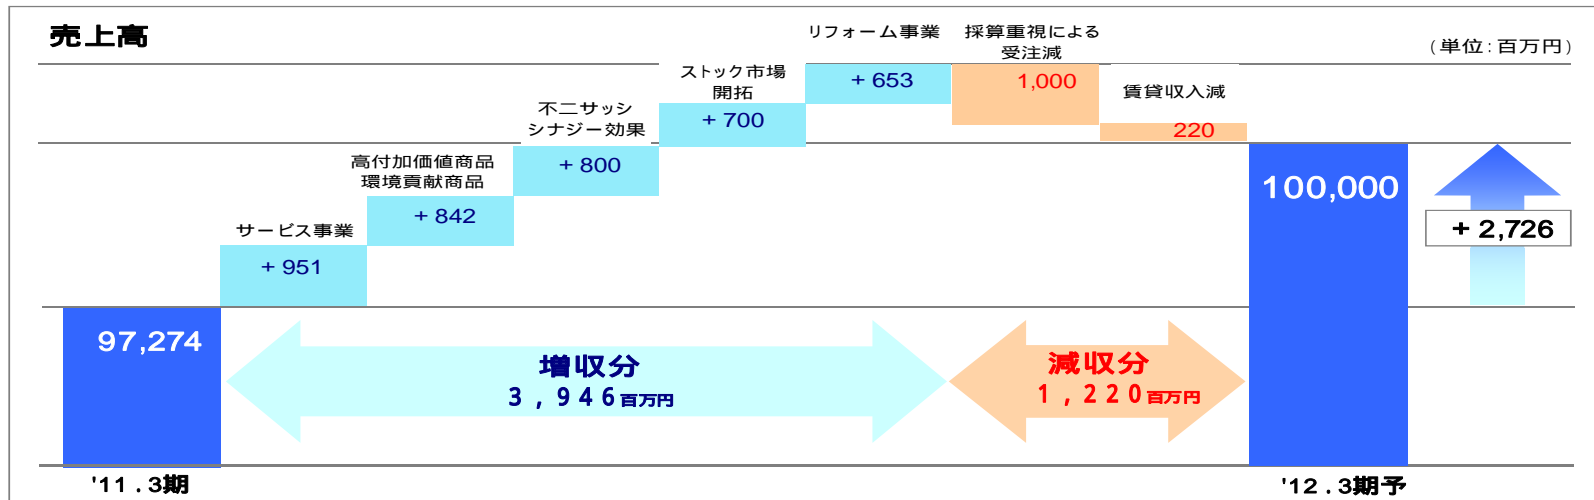 売上高
(単位:百万円)
リフォーム事業
採算重視による
受注減
ストック市場
開拓
賃貸収入減
不二サッシ
シナジー効果
高付加価値商品
環境貢献商品
サービス事業
+ 653
1,000
+ 700
220
+ 800
+ 842
+ 951
97,274
100,000
+ 2,726
増収分
3,946百万円
減収分
1,220百万円
'11.3期
'12.3期予